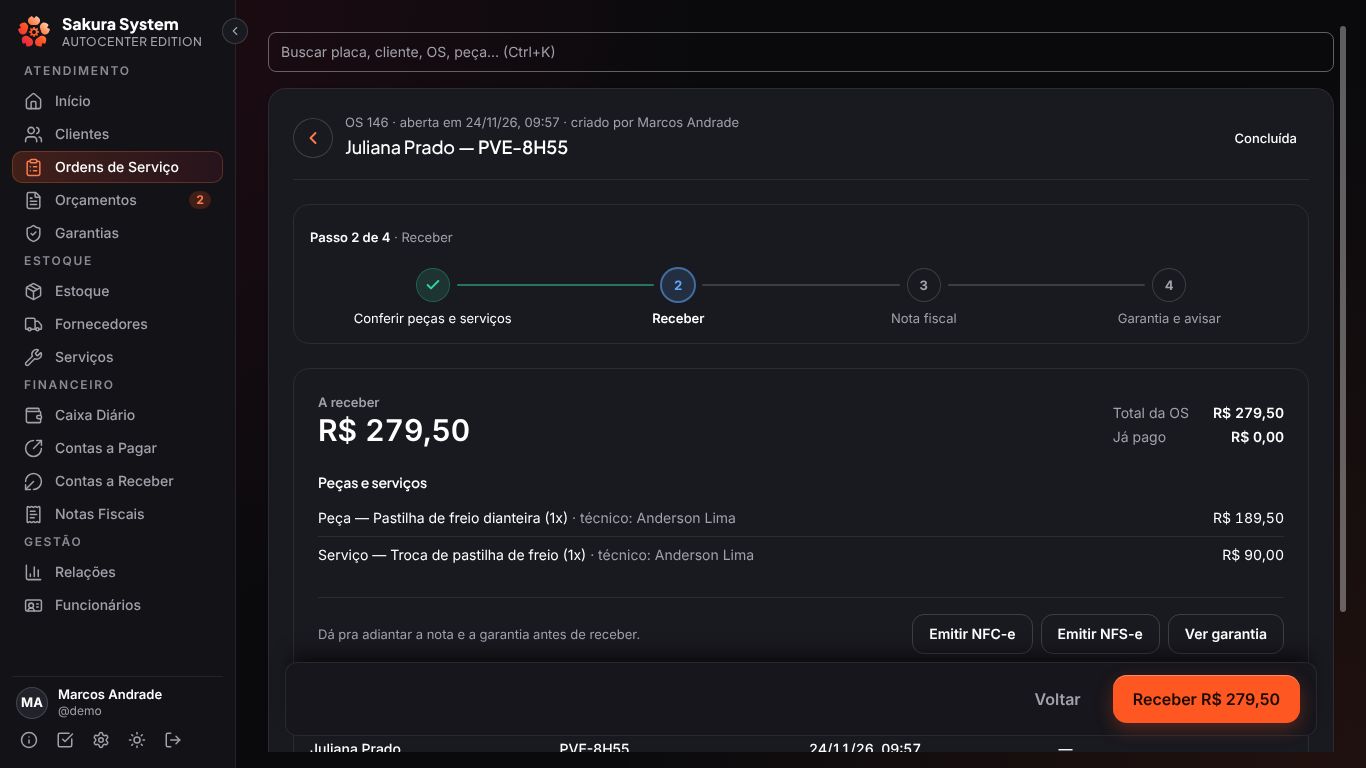 Sakura System
AUTOCENTER EDITION
ATENDIMENTO
Início
Clientes
Ordens de Serviço
Orçamentos 2
Garantias
ESTOQUE
Estoque
Fornecedores
Serviços
FINANCEIRO
Caixa Diário
Contas a Pagar
Contas a Receber
Notas Fiscais
GESTÃO
Relações
Funcionários
MA
Marcos Andrade
@demo
Buscar placa, cliente, OS, peça... (Ctrl+K)
OS 146 · aberta em 24/11/26, 09:57 · criado por Marcos Andrade
Juliana Prado — PVE-8H55
Concluída
Passo 2 de 4 · Receber
2 3 4
Conferir peças e serviços Receber Nota fiscal Garantia e avisar
A receber
R$ 279,50
Total da OS R$ 279,50
Já pago R$ 0,00
Peças e serviços
Peça — Pastilha de freio dianteira (1x) · técnico: Anderson Lima R$ 189,50
Serviço — Troca de pastilha de freio (1x) · técnico: Anderson Lima R$ 90,00
Dá pra adiantar a nota e a garantia antes de receber. Emitir NFC-e Emitir NFS-e Ver garantia
Voltar Receber R$ 279,50
Juliana Prado PVE-8H55 24/11/26, 09:57 —